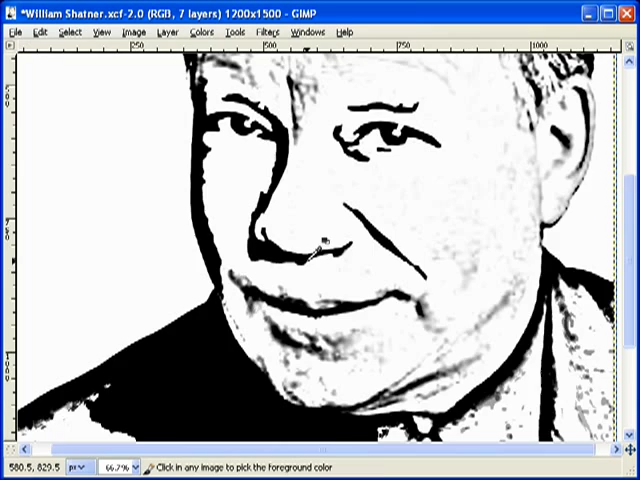 *William Shatner.xcf-2.0 (RGB, 7 layers) 1200x1500 – GIMP
File Edit Select View Image Layer Colors Tools Filters Windows Help
250 500 750 1000
580.5, 829.5 px 66.7% Click in any image to pick the foreground color